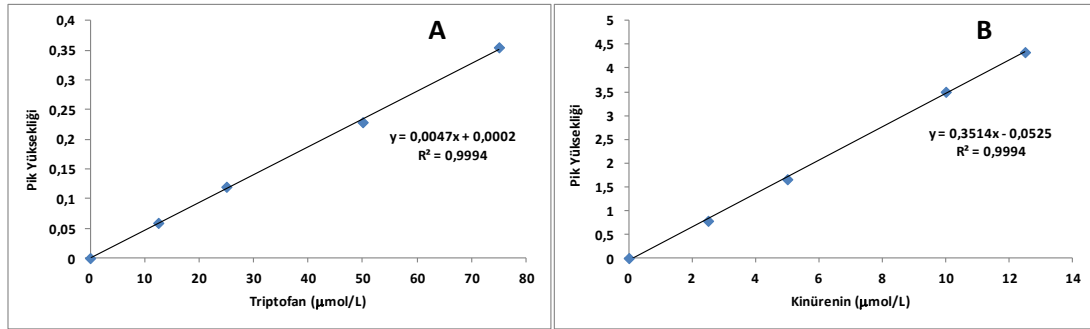 A
0,4
0,35
0,3
0,25
0,2
0,15
0,1
0,05
0
Pik Yüksekliği
y = 0,0047x + 0,0002
R² = 0,9994
0 10 20 30 40 50 60 70 80
Triptofan (µmol/L)
B
5
4,5
4
3,5
3
2,5
2
1,5
1
0,5
0
Pik Yüksekliği
y = 0,3514x - 0,0525
R² = 0,9994
0 2 4 6 8 10 12 14
Kinürenin (µmol/L)